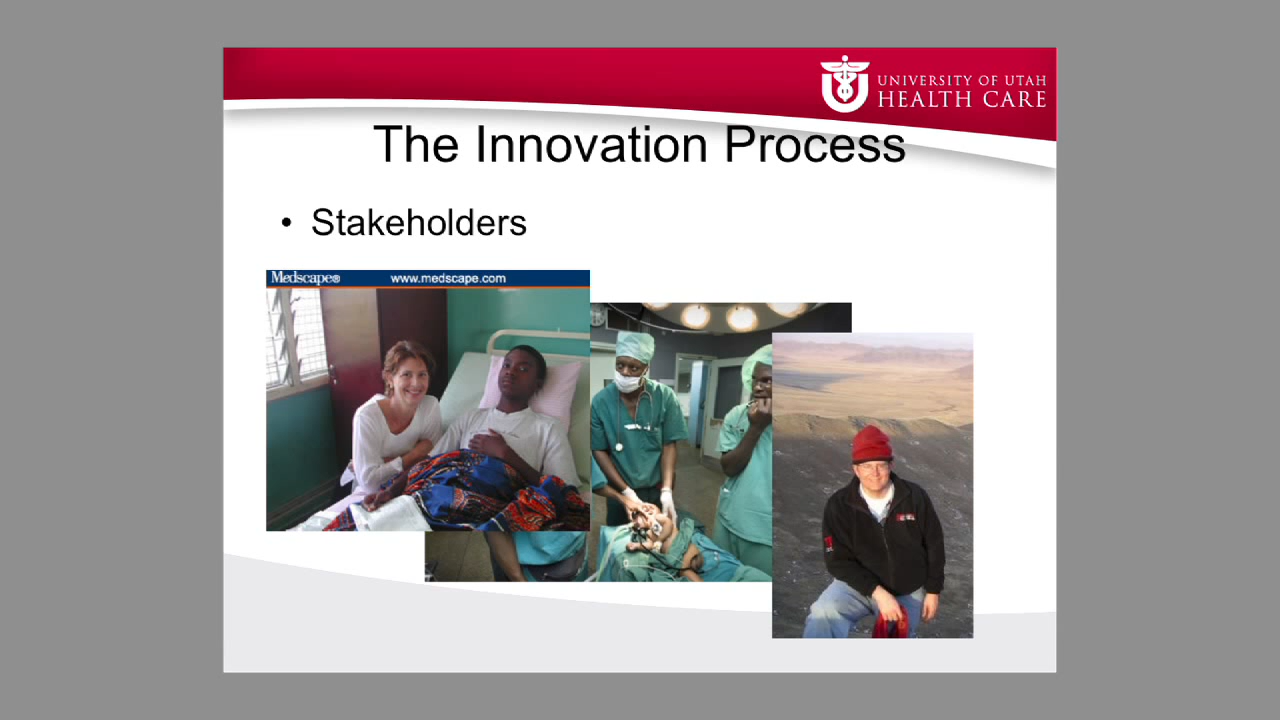 UNIVERSITY OF UTAH
HEALTH CARE
The Innovation Process
• Stakeholders
Medscape® www.medscape.com